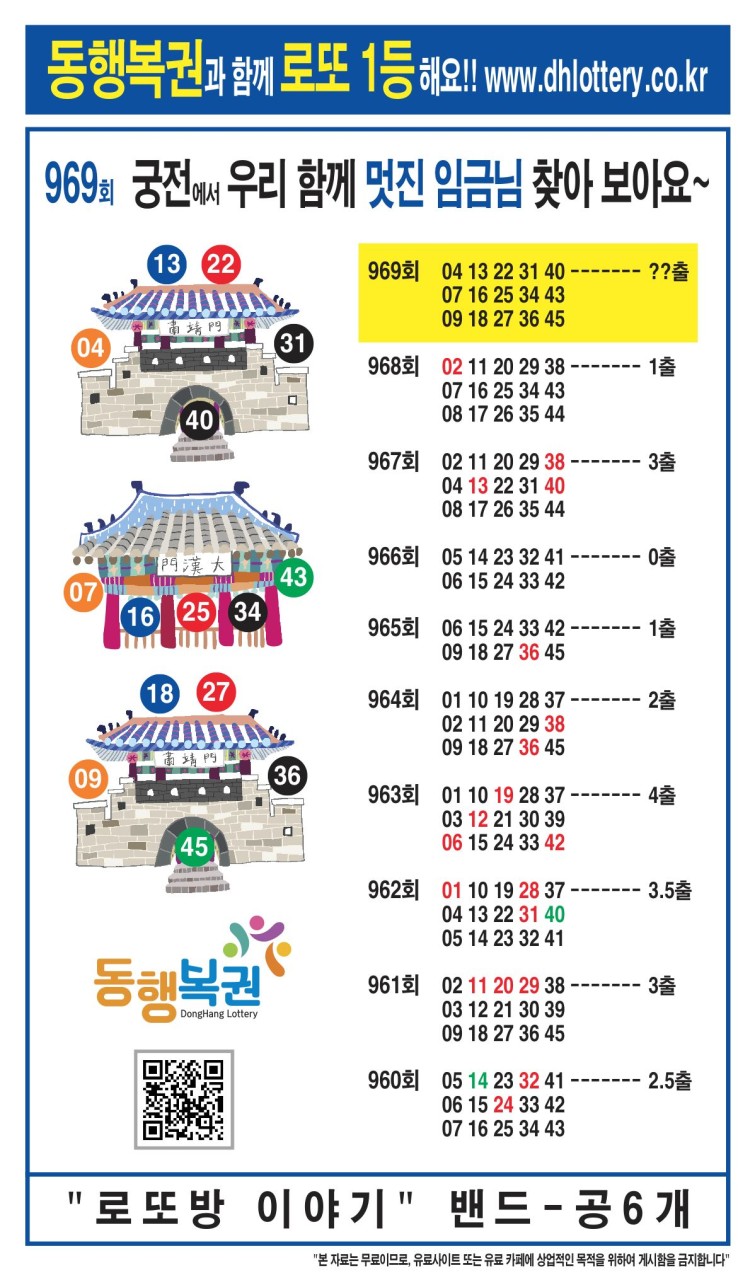 동행복권과 함께 로또 1등 해요!! www.dhlottery.co.kr
969회 궁전에서 우리 함께 멋진 임금님 찾아 보아요~
13 22
04 31
門靖肅
40
大漢門
07 43
16 25 34
18 27
門靖肅
09 36
45
동행복권
DongHang Lottery
969회 04 13 22 31 40 ------- ??출
07 16 25 34 43
09 18 27 36 45
968회 02 11 20 29 38 ------- 1출
07 16 25 34 43
08 17 26 35 44
967회 02 11 20 29 38 ------- 3출
04 13 22 31 40
08 17 26 35 44
966회 05 14 23 32 41 ------- 0출
06 15 24 33 42
965회 06 15 24 33 42 ------- 1출
09 18 27 36 45
964회 01 10 19 28 37 ------- 2출
02 11 20 29 38
09 18 27 36 45
963회 01 10 19 28 37 ------- 4출
03 12 21 30 39
06 15 24 33 42
962회 01 10 19 28 37 ------- 3.5출
04 13 22 31 40
05 14 23 32 41
961회 02 11 20 29 38 ------- 3출
03 12 21 30 39
09 18 27 36 45
960회 05 14 23 32 41 ------- 2.5출
06 15 24 33 42
07 16 25 34 43
"로또방 이야기" 밴드-공6개
"본 자료는 무료이므로, 유료사이트 또는 유료 카페에 상업적인 목적을 위하여 게시함을 금지합니다"